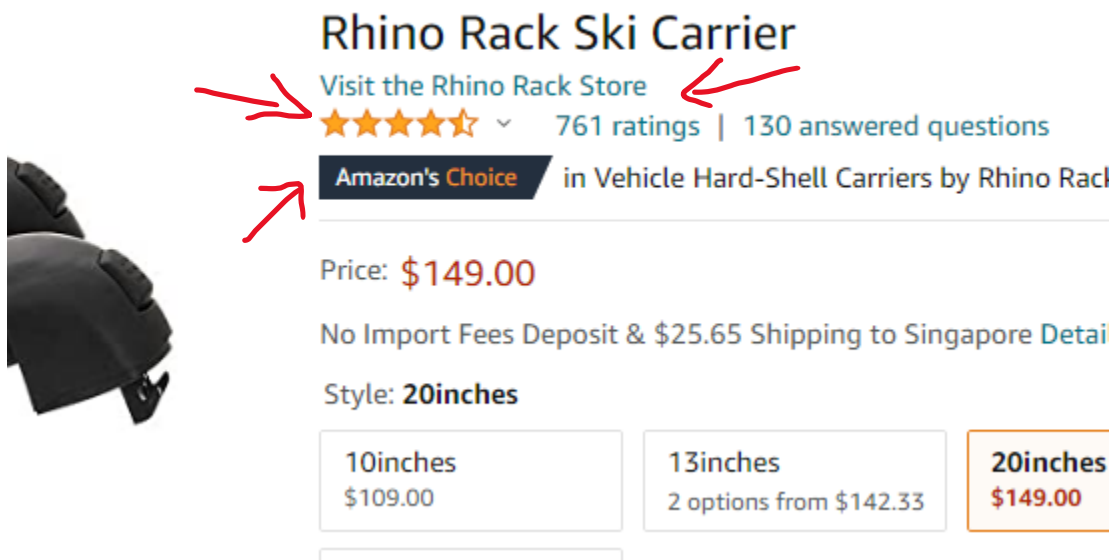 Rhino Rack Ski Carrier
Visit the Rhino Rack Store
761 ratings | 130 answered questions
Amazon's Choice in Vehicle Hard-Shell Carriers by Rhino Rack
Price: $149.00
No Import Fees Deposit & $25.65 Shipping to Singapore Detail
Style: 20inches
10inches 13inches 20inches
$109.00 2 options from $142.33 $149.00